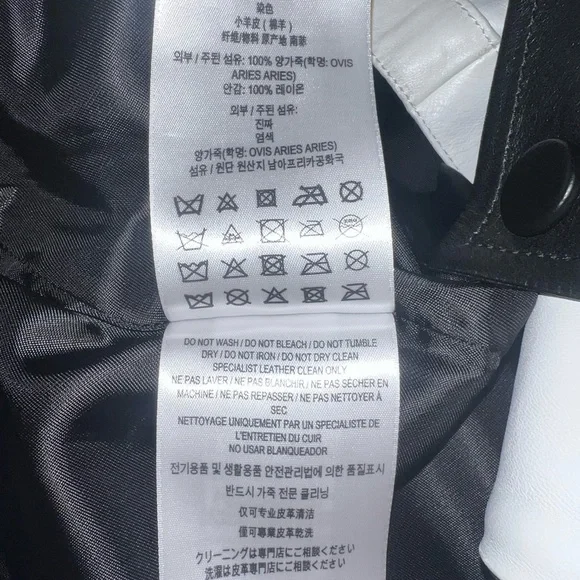 染色
小羊皮 (綿羊)
纤维/物料 原产地 南菲
외부 / 주된 섬유: 100% 양가죽(학명: OVIS
ARIES ARIES)
안감: 100% 레이온
외부 / 주된 섬유:
진짜
염색
양가죽(학명: OVIS ARIES ARIES)
섬유 / 원단 원산지 남아프리카공화국
DO NOT WASH / DO NOT BLEACH / DO NOT TUMBLE
DRY / DO NOT IRON / DO NOT DRY CLEAN
SPECIALIST LEATHER CLEAN ONLY
NE PAS LAVER / NE PAS BLANCHIR / NE PAS SÉCHER EN
MACHINE / NE PAS REPASSER / NE PAS NETTOYER À
SEC
NETTOYAGE UNIQUEMENT PAR UN SPECIALISTE DE
L'ENTRETIEN DU CUIR
NO USAR BLANQUEADOR
전기용품 및 생활용품 안전관리법에 의한 품질표시
반드시 가죽 전문 클리닝
仅可专业皮革清洁
僅可專業皮革乾洗
クリーニングは専門店にご相談ください
洗濯は皮革専門店にご相談ください